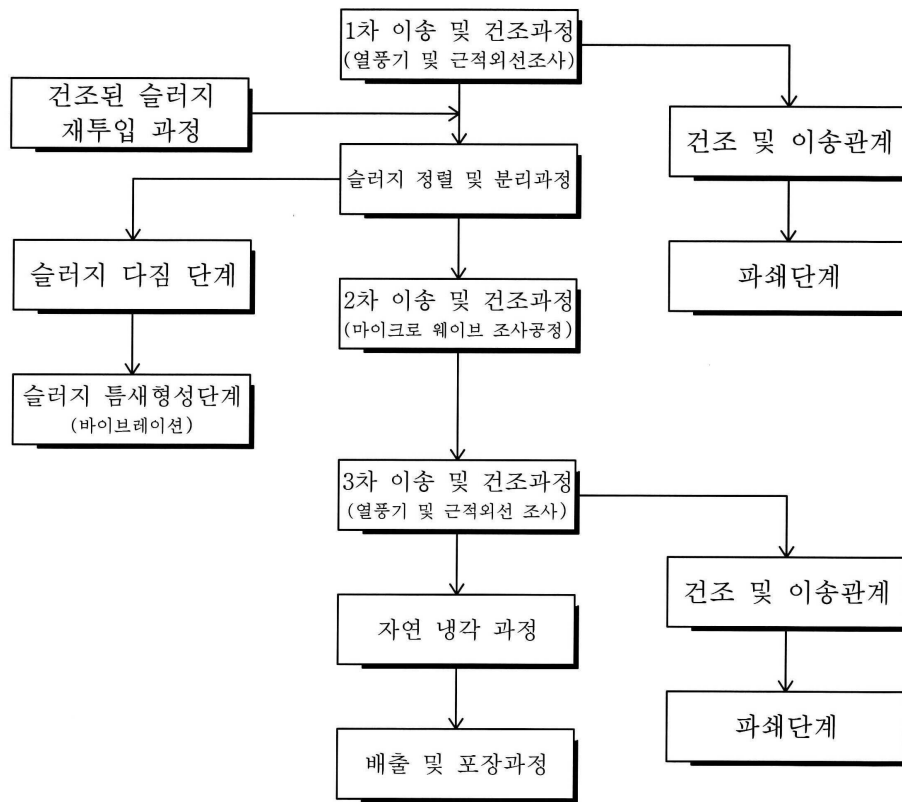 1차 이송 및 건조과정
(열풍기 및 근적외선조사)
건조된 슬러지
재투입 과정
건조 및 이송관계
슬러지 정렬 및 분리과정
슬러지 다짐 단계
파쇄단계
2차 이송 및 건조과정
(마이크로 웨이브 조사공정)
슬러지 틈새형성단계
(바이브레이션)
3차 이송 및 건조과정
(열풍기 및 근적외선 조사)
건조 및 이송관계
자연 냉각 과정
파쇄단계
배출 및 포장과정